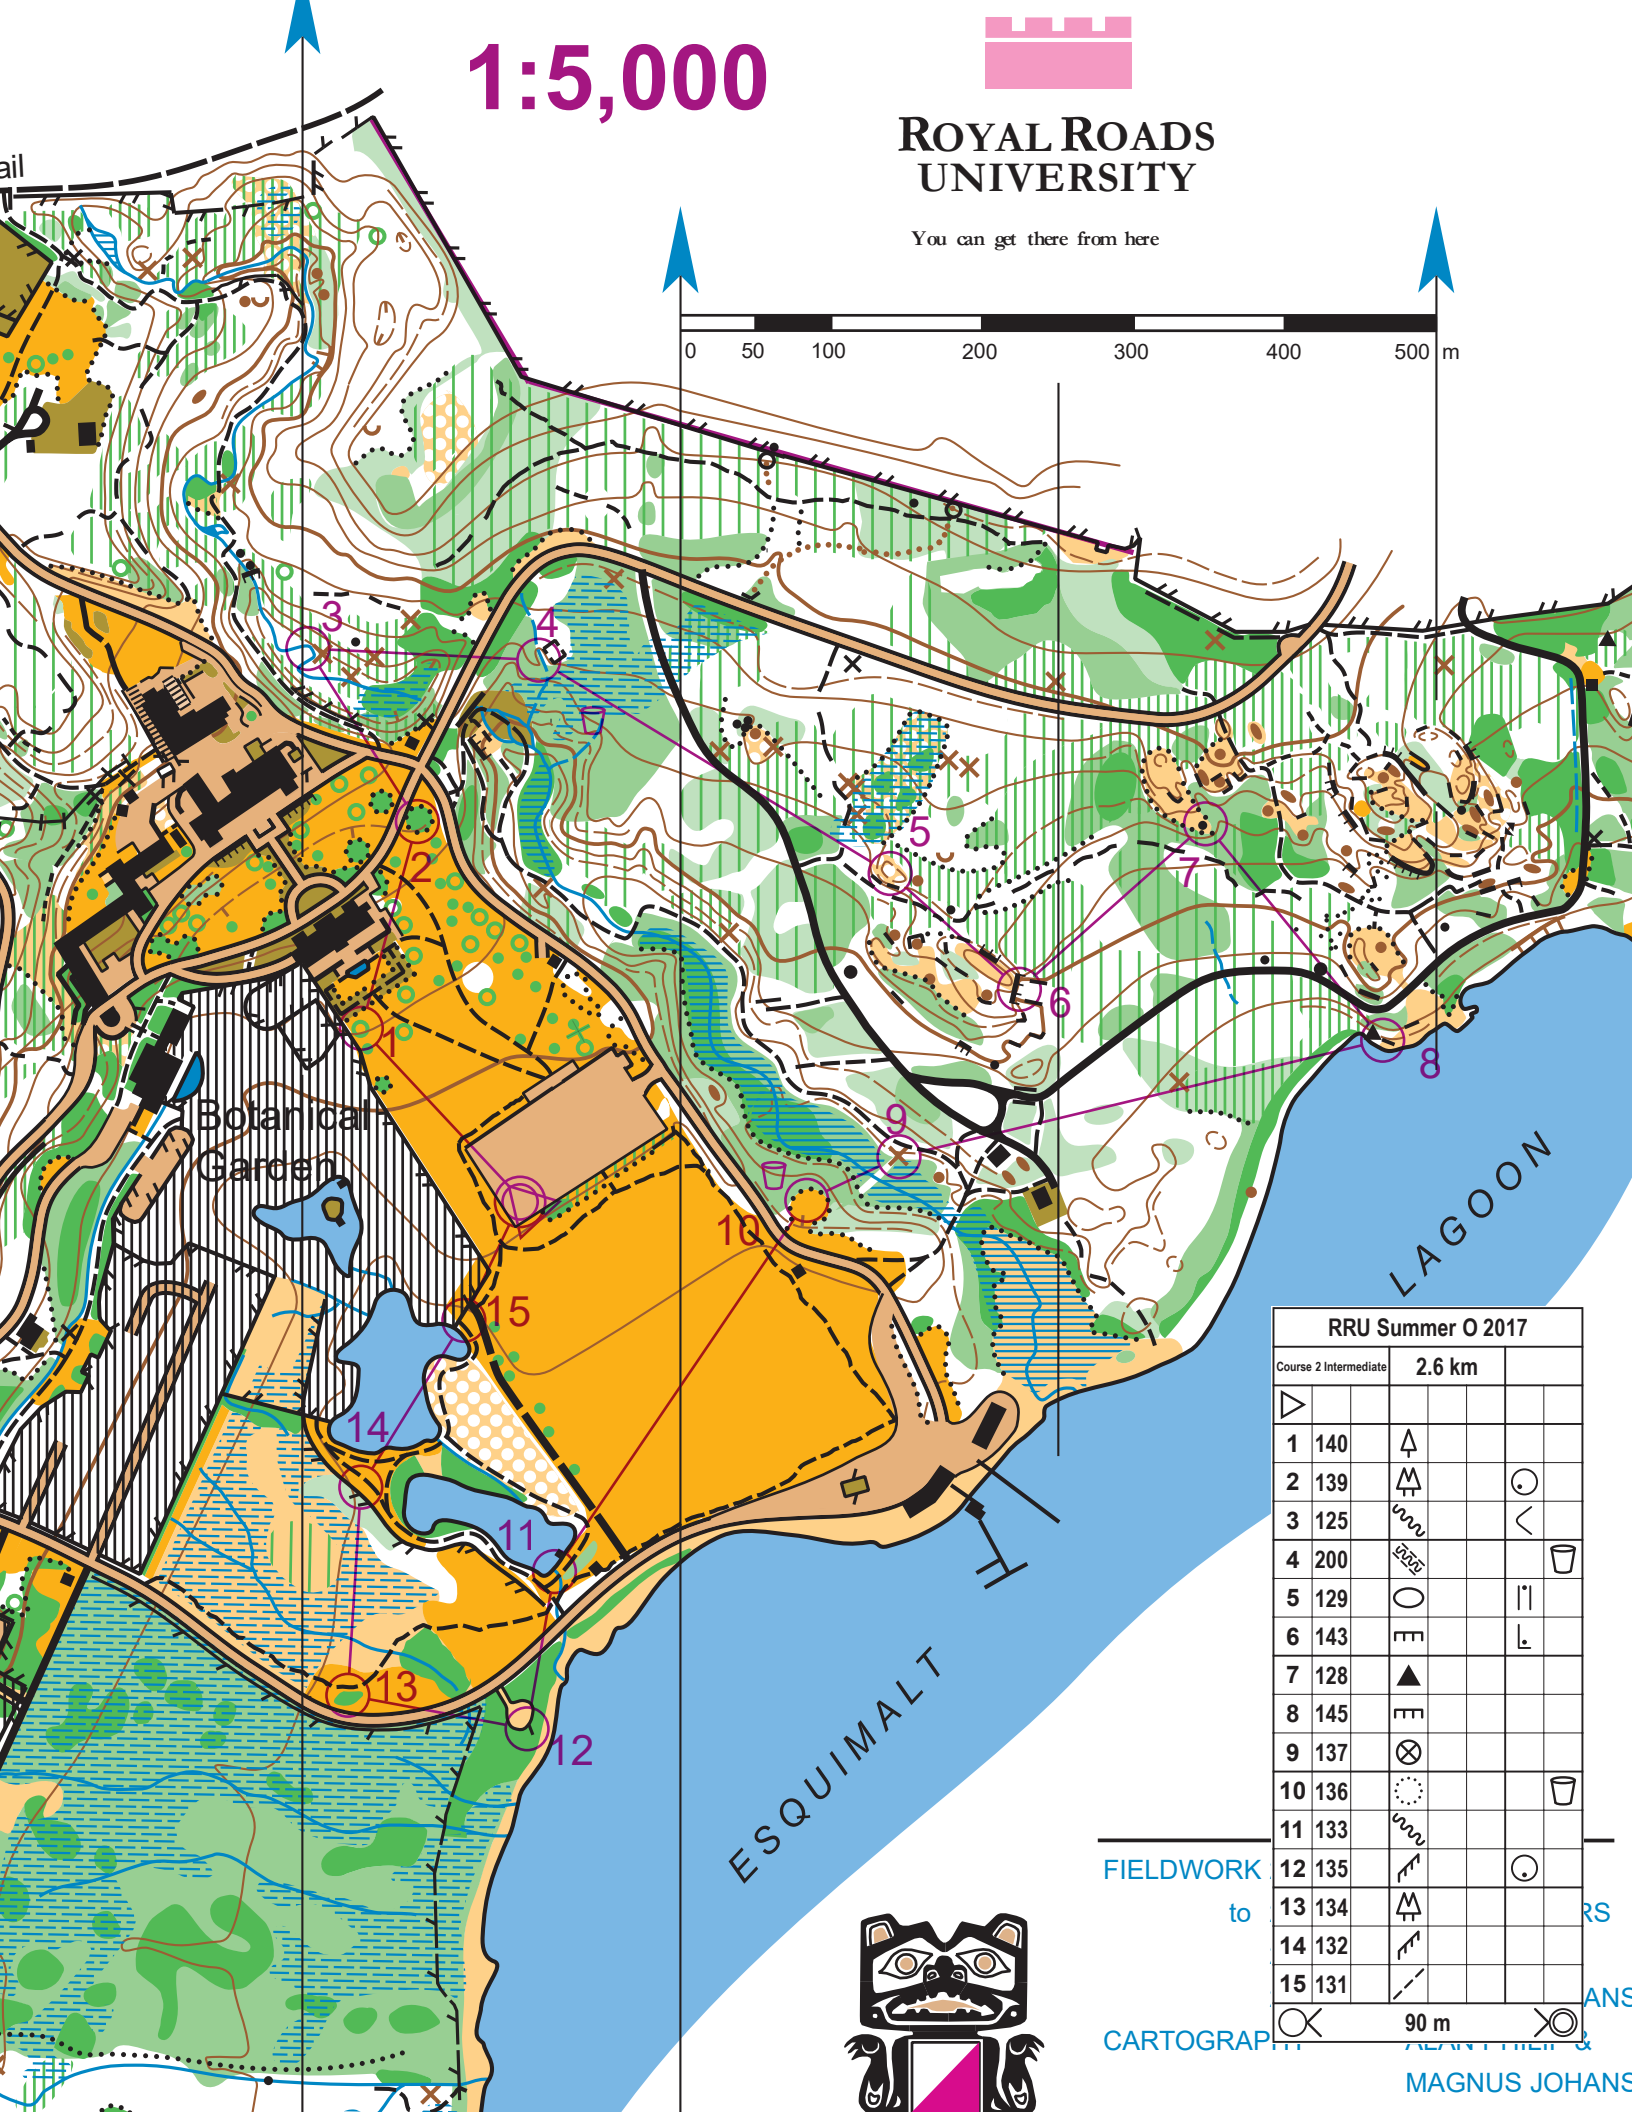 1:5,000
ROYAL ROADS
UNIVERSITY
You can get there from here
ail
0 50 100 200 300 400 500 m
3
4
2
5
7
6
1
8
9
10
Botanical
Garden
15
14
11
13
12
LAGOON
ESQUIMALT
RRU Summer O 2017
Course 2 Intermediate 2.6 km
1 140
2 139
3 125
4 200
5 129
6 143
7 128
8 145
9 137
10 136
11 133
12 135
13 134
14 132
15 131
90 m
FIELDWORK
to RS
ANS
CARTOGRAP &
MAGNUS JOHANS